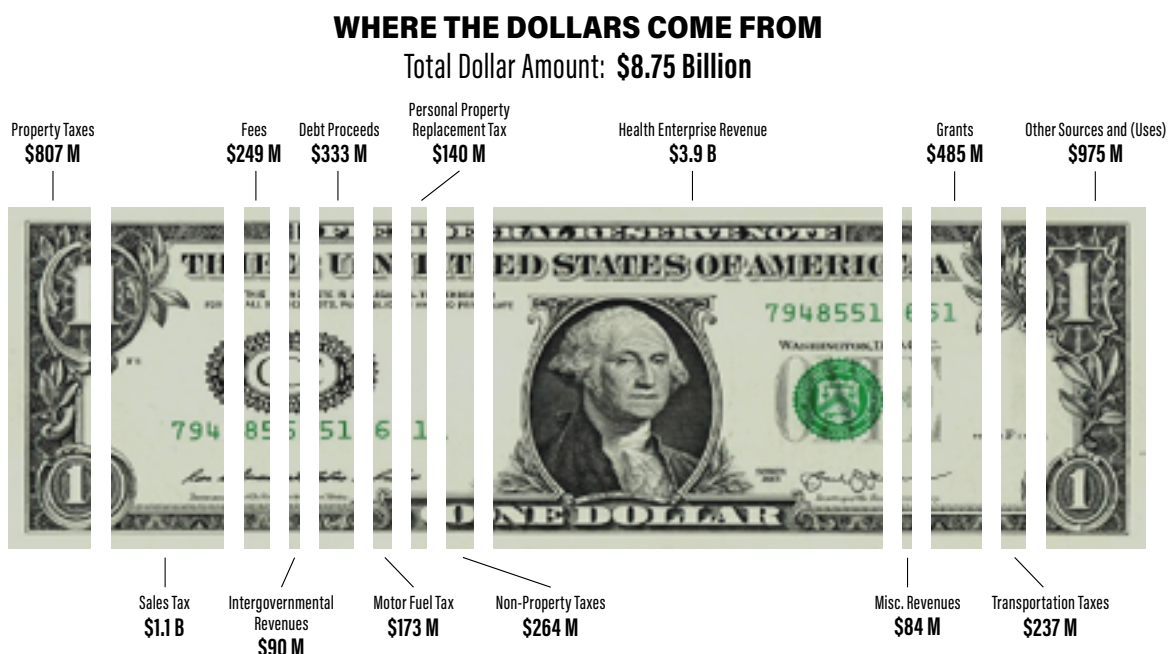 WHERE THE DOLLARS COME FROM
Total Dollar Amount: $8.75 Billion
Property Taxes
$807 M
Fees
$249 M
Debt Proceeds
$333 M
Personal Property
Replacement Tax
$140 M
Health Enterprise Revenue
$3.9 B
Grants
$485 M
Other Sources and (Uses)
$975 M
Sales Tax
$1.1 B
Intergovernmental
Revenues
$90 M
Motor Fuel Tax
$173 M
Non-Property Taxes
$264 M
Misc. Revenues
$84 M
Transportation Taxes
$237 M
ONE DOLLAR